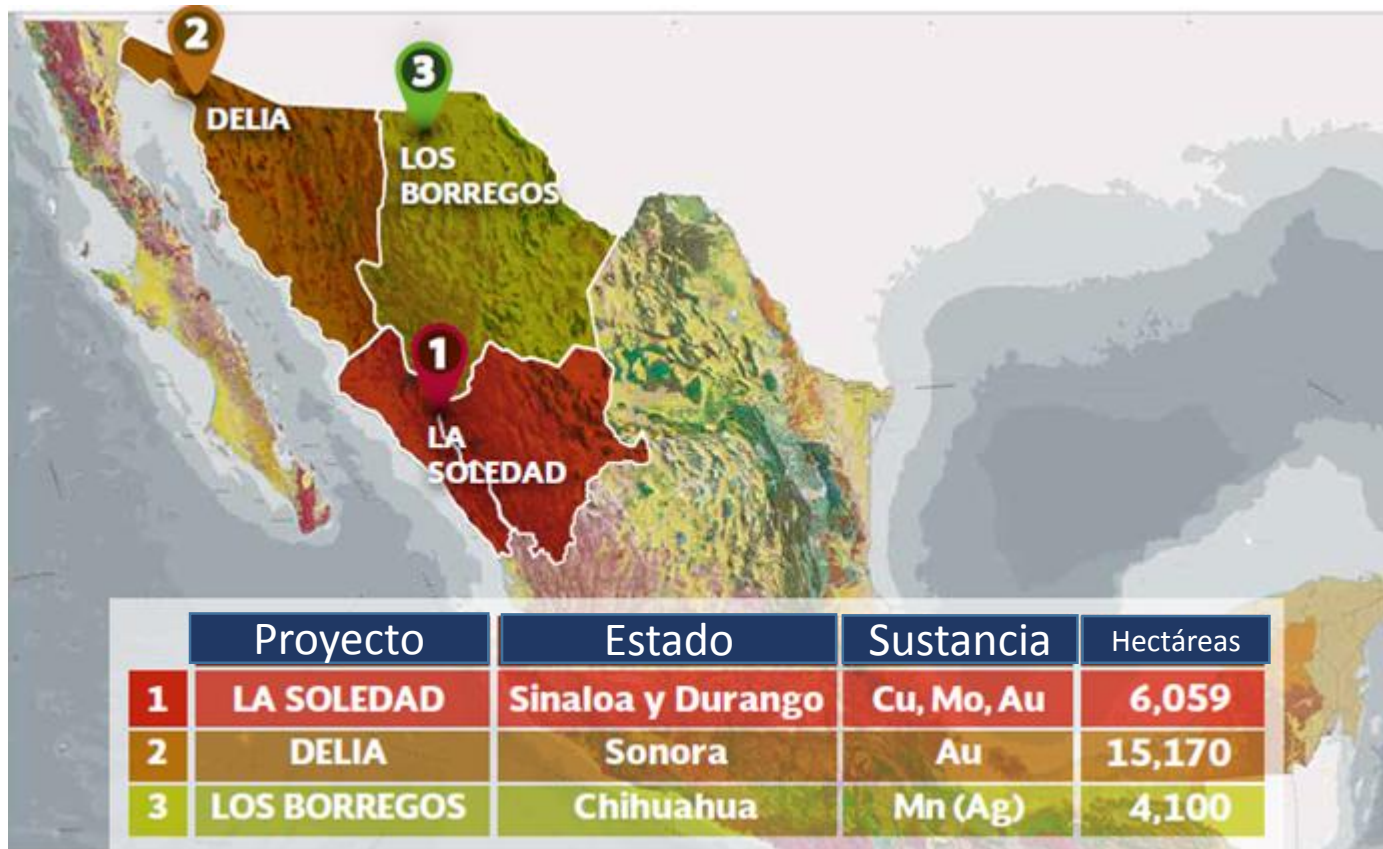 2
3
DELIA
LOS
BORREGOS
1
LA
SOLEDAD
Proyecto Estado Sustancia Hectáreas
1 LA SOLEDAD Sinaloa y Durango Cu, Mo, Au 6,059
2 DELIA Sonora Au 15,170
3 LOS BORREGOS Chihuahua Mn (Ag) 4,100